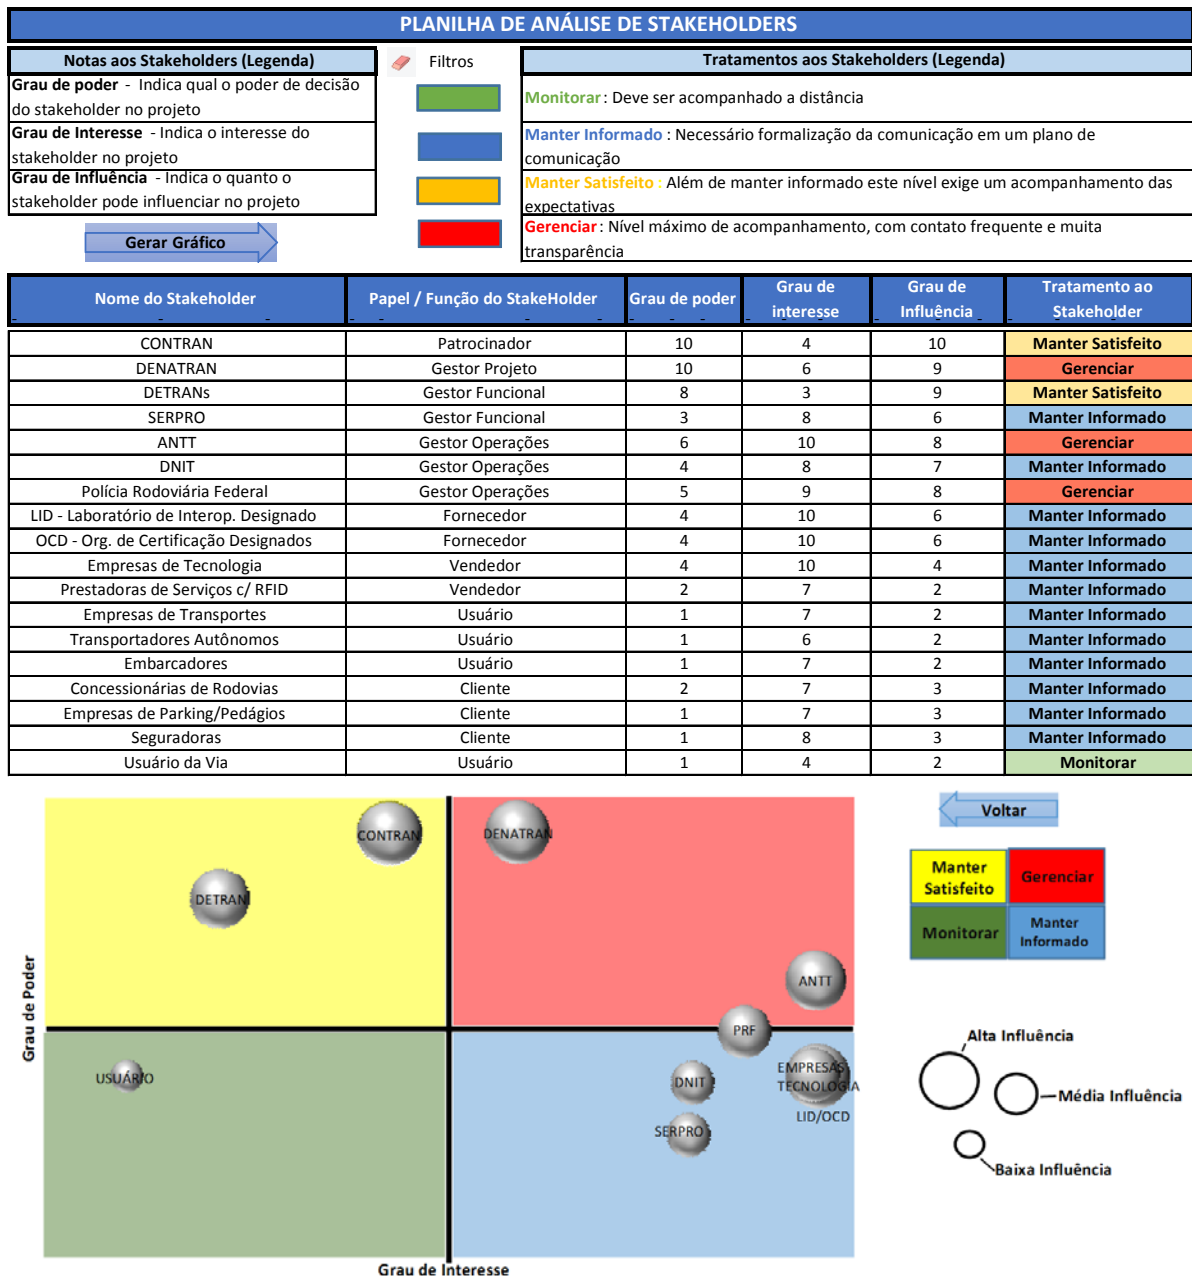 PLANILHA DE ANÁLISE DE STAKEHOLDERS
Notas aos Stakeholders (Legenda)
Grau de poder - Indica qual o poder de decisão
do stakeholder no projeto
Grau de Interesse - Indica o interesse do
stakeholder no projeto
Grau de Influência - Indica o quanto o
stakeholder pode influenciar no projeto
Gerar Gráfico
Filtros
Tratamentos aos Stakeholders (Legenda)
Monitorar : Deve ser acompanhado a distância
Manter Informado : Necessário formalização da comunicação em um plano de
comunicação
Manter Satisfeito : Além de manter informado este nível exige um acompanhamento das
expectativas
Gerenciar : Nível máximo de acompanhamento, com contato frequente e muita
transparência
Nome do Stakeholder Papel / Função do StakeHolder Grau de poder Grau de interesse Grau de Influência Tratamento ao Stakeholder
CONTRAN Patrocinador 10 4 10 Manter Satisfeito
DENATRAN Gestor Projeto 10 6 9 Gerenciar
DETRANs Gestor Funcional 8 3 9 Manter Satisfeito
SERPRO Gestor Funcional 3 8 6 Manter Informado
ANTT Gestor Operações 6 10 8 Gerenciar
DNIT Gestor Operações 4 8 7 Manter Informado
Polícia Rodoviária Federal Gestor Operações 5 9 8 Gerenciar
LID - Laboratório de Interop. Designado Fornecedor 4 10 6 Manter Informado
OCD - Org. de Certificação Designados Fornecedor 4 10 6 Manter Informado
Empresas de Tecnologia Vendedor 4 10 4 Manter Informado
Prestadoras de Serviços c/ RFID Vendedor 2 7 2 Manter Informado
Empresas de Transportes Usuário 1 7 2 Manter Informado
Transportadores Autônomos Usuário 1 6 2 Manter Informado
Embarcadores Usuário 1 7 2 Manter Informado
Concessionárias de Rodovias Cliente 2 7 3 Manter Informado
Empresas de Parking/Pedágios Cliente 1 7 3 Manter Informado
Seguradoras Cliente 1 8 3 Manter Informado
Usuário da Via Usuário 1 4 2 Monitorar
Grau de Poder
CONTRAN
DENATRAN
DETRAN
ANTT
PRF
USUÁRIO
DNIT
EMPRESAS
TECNOLOGIA
LID/OCD
SERPRO
Grau de Interesse
Voltar
Manter
Satisfeito
Gerenciar
Monitorar
Manter
Informado
Alta Influência
Média Influência
Baixa Influência